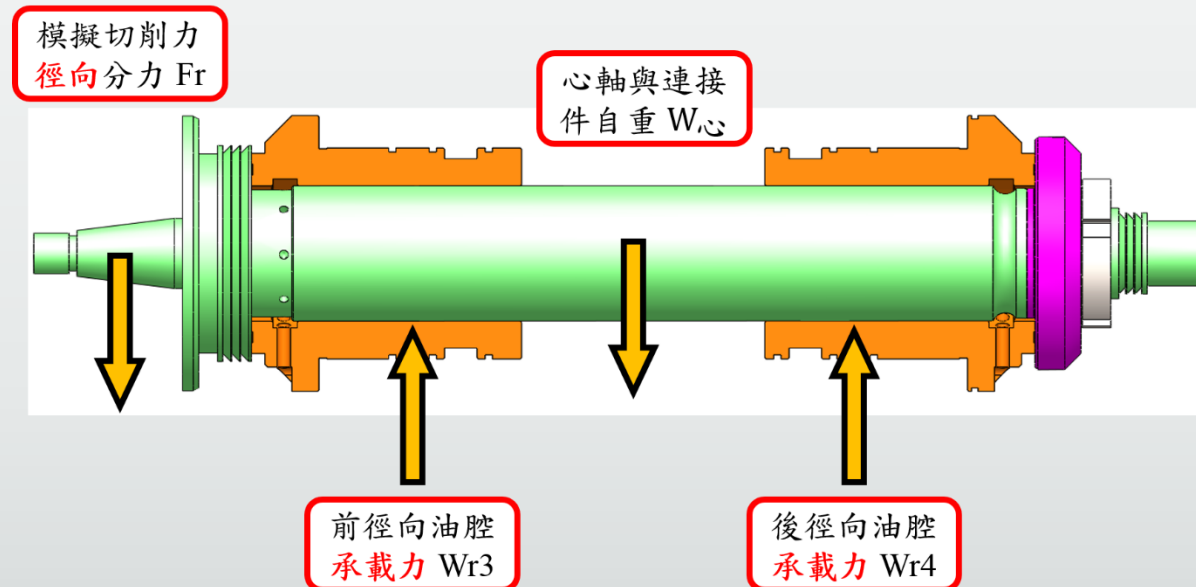 模擬切削力
徑向分力 Fr
心軸與連接
件自重 W心
前徑向油腔
承載力 Wr3
後徑向油腔
承載力 Wr4